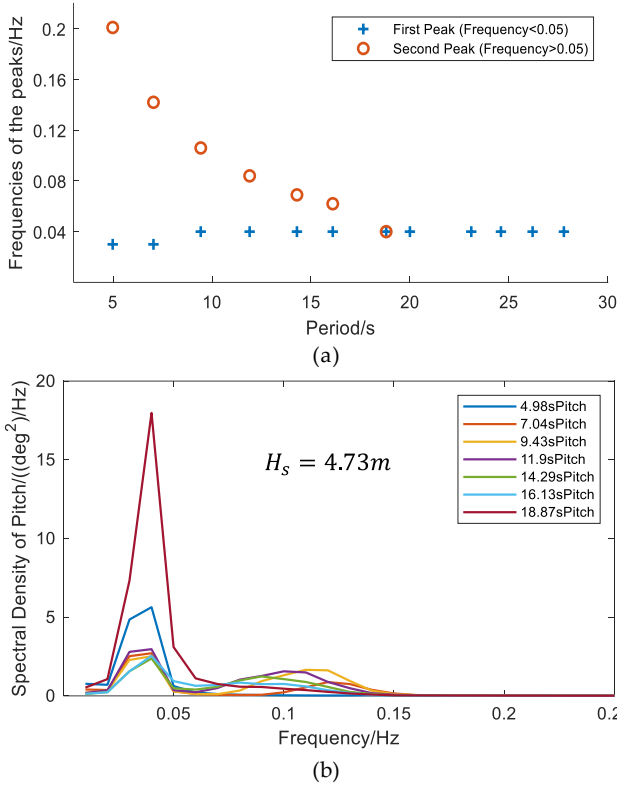 Frequencies of the peaks/Hz
0.2
0.16
0.12
0.08
0.04
First Peak (Frequency<0.05)
Second Peak (Frequency>0.05)
5 10 15 20 25 30
Period/s
(a)
Spectral Density of Pitch/((deg²)/Hz)
20
15
10
5
0
H_s = 4.73m
4.98sPitch
7.04sPitch
9.43sPitch
11.9sPitch
14.29sPitch
16.13sPitch
18.87sPitch
0.05 0.1 0.15 0.2 0.2
Frequency/Hz
(b)